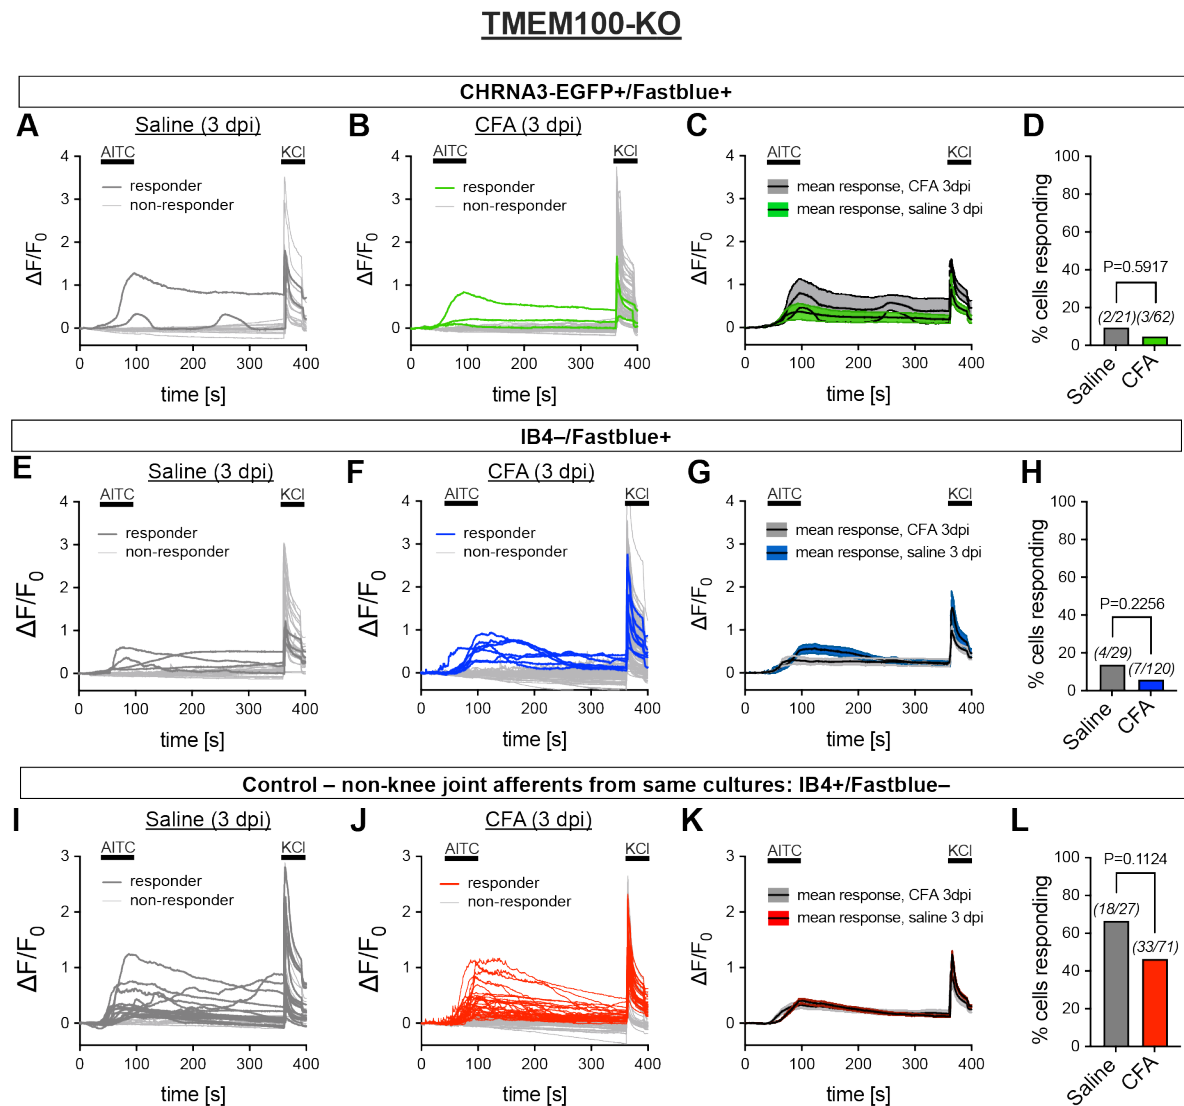 TMEM100-KO
CHRNA3-EGFP+/Fastblue+
A Saline (3 dpi) B CFA (3 dpi) C D
AITC KCl AITC KCl AITC KCl
4 4 4 100
responder responder mean response, CFA 3dpi
non-responder non-responder mean response, saline 3 dpi
3 3 3 80
ΔF/F0 ΔF/F0 ΔF/F0 % cells responding
2 2 2 60
P=0.5917
1 1 1 40
20
(2/21) (3/62)
0 0 0 0
0 100 200 300 400 0 100 200 300 400 0 100 200 300 400 Saline CFA
time [s] time [s] time [s]
IB4–/Fastblue+
E Saline (3 dpi) F CFA (3 dpi) G H
AITC KCl AITC KCl AITC KCl
4 4 4 100
responder responder mean response, CFA 3dpi
non-responder non-responder mean response, saline 3 dpi
3 3 3 80
ΔF/F0 ΔF/F0 ΔF/F0 % cells responding
2 2 2 60
P=0.2256
1 1 1 40
20
(4/29) (7/120)
0 0 0 0
0 100 200 300 400 0 100 200 300 400 0 100 200 300 400 Saline CFA
time [s] time [s] time [s]
Control – non-knee joint afferents from same cultures: IB4+/Fastblue–
I Saline (3 dpi) J CFA (3 dpi) K L
AITC KCl AITC KCl AITC KCl
3 3 3 100
P=0.1124
responder responder mean response, CFA 3dpi
non-responder non-responder mean response, saline 3 dpi
80
2 2 2
(18/27)
ΔF/F0 ΔF/F0 ΔF/F0 % cells responding
60
(33/71)
1 1 1 40
20
0 0 0 0
0 100 200 300 400 0 100 200 300 400 0 100 200 300 400 Saline CFA
time [s] time [s] time [s]